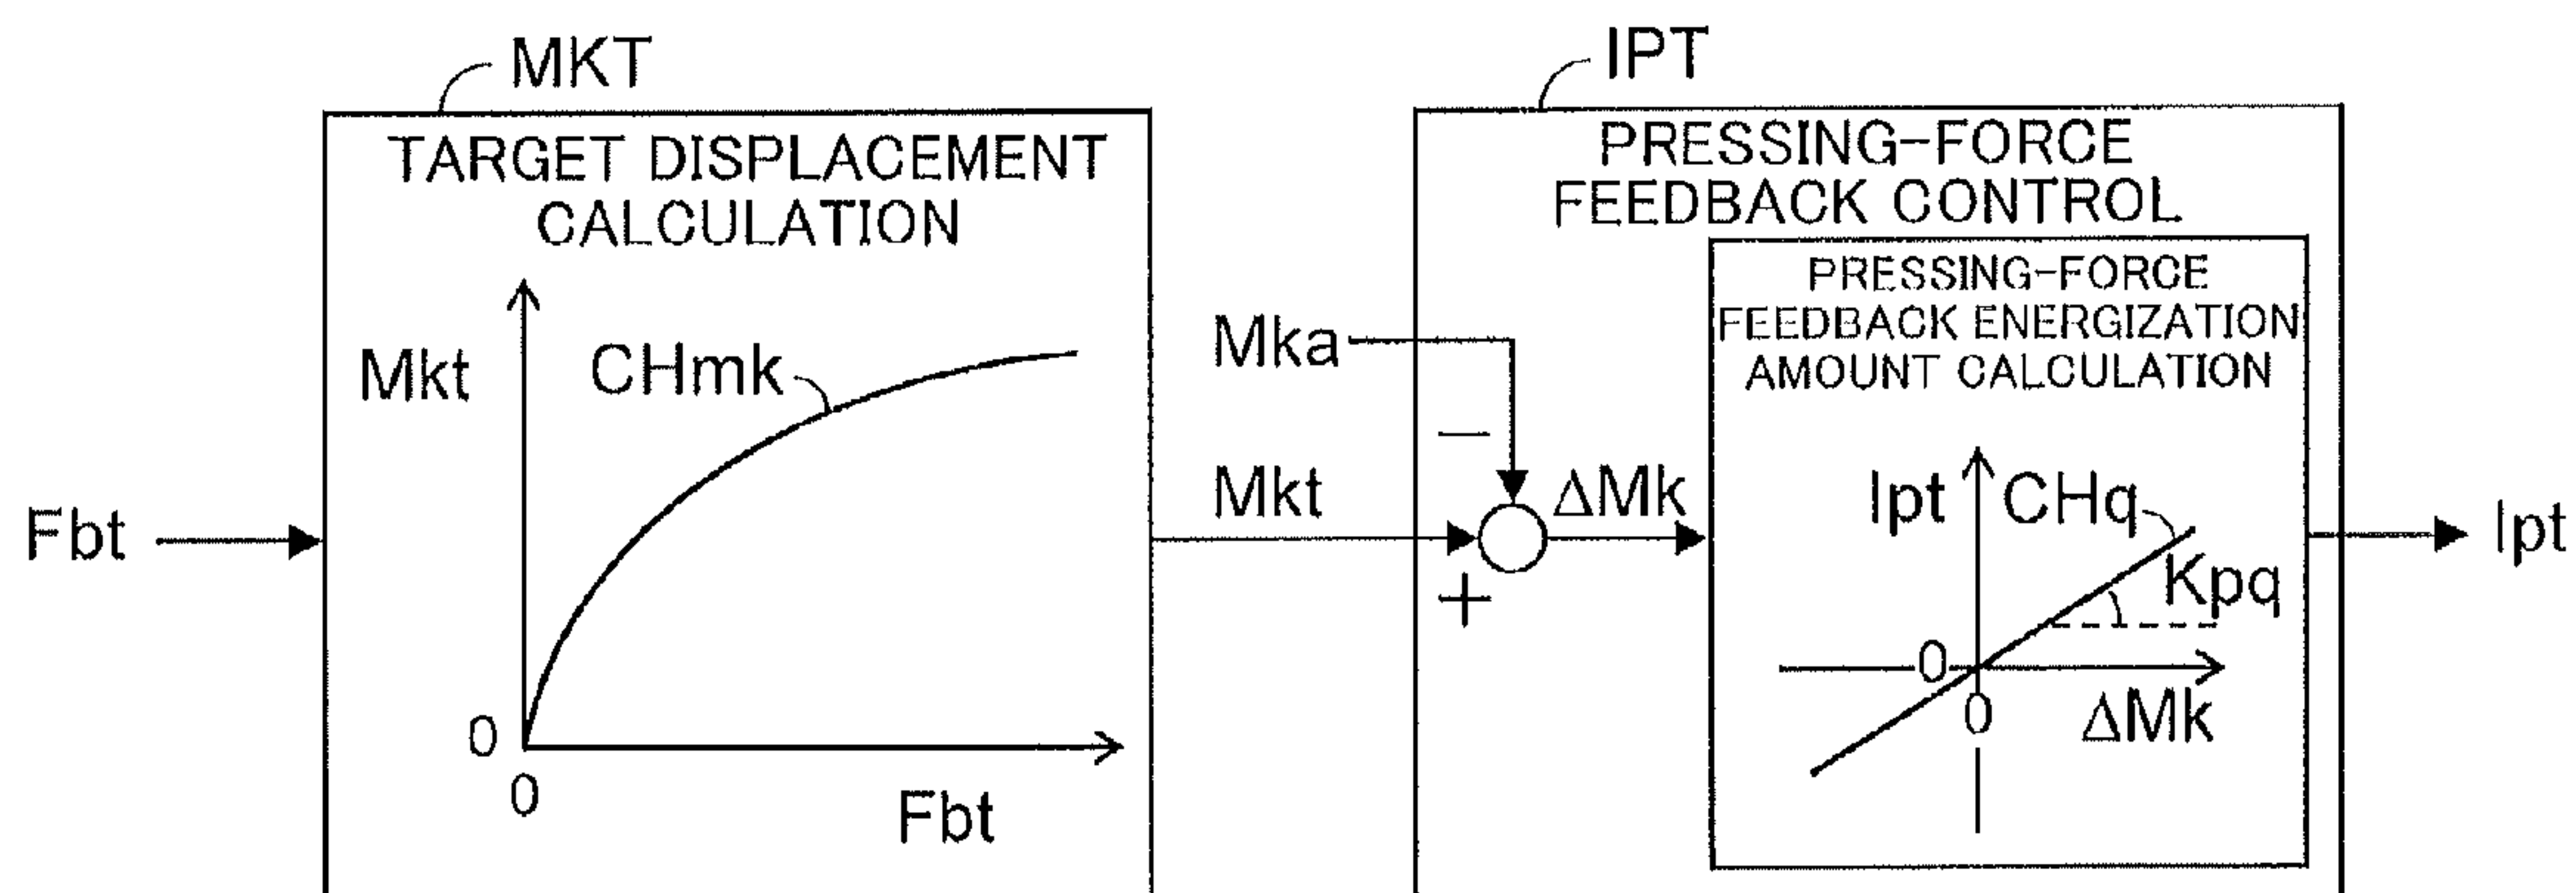 MKT
TARGET DISPLACEMENT
CALCULATION
Mkt
CHmk
0
0
Fbt
Fbt
Mka
Mkt
−
+
ΔMk
IPT
PRESSING-FORCE
FEEDBACK CONTROL
PRESSING-FORCE
FEEDBACK ENERGIZATION
AMOUNT CALCULATION
Ipt
CHq
Kpq
0
0
ΔMk
Ipt